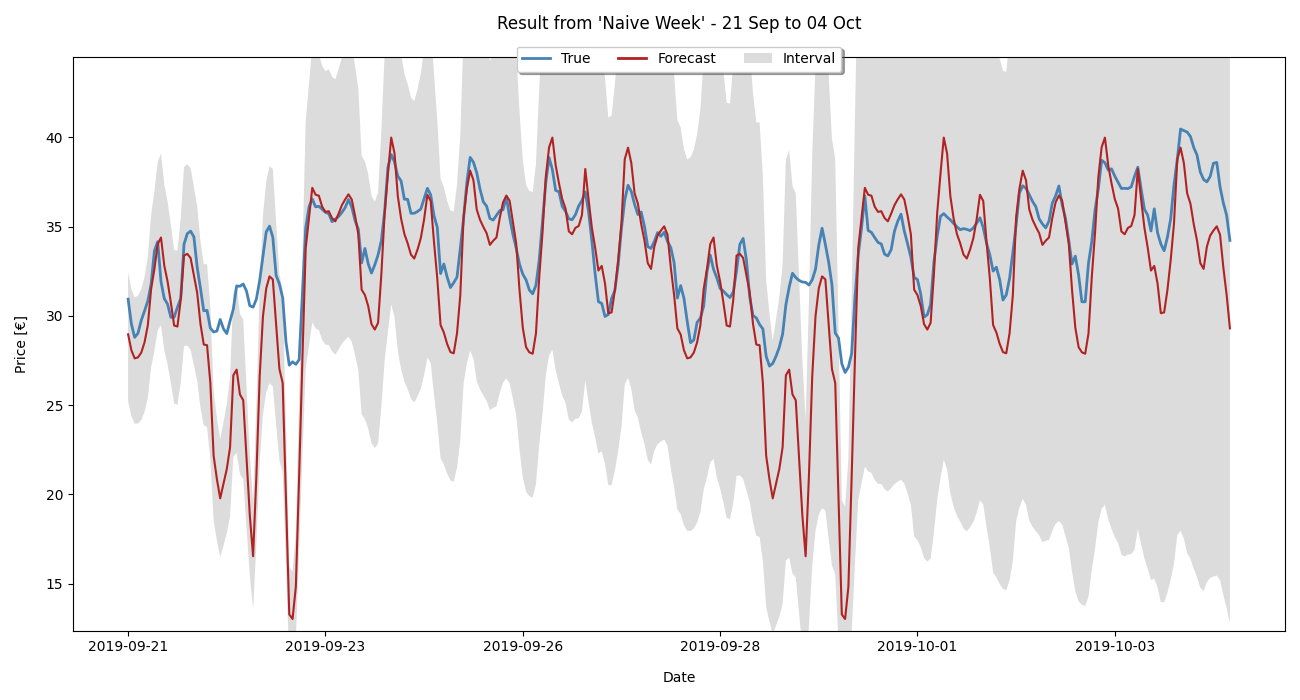 Result from 'Naive Week' - 21 Sep to 04 Oct
True Forecast Interval
Price [€]
40
35
30
25
20
15
2019-09-21 2019-09-23 2019-09-26 2019-09-28 2019-10-01 2019-10-03
Date